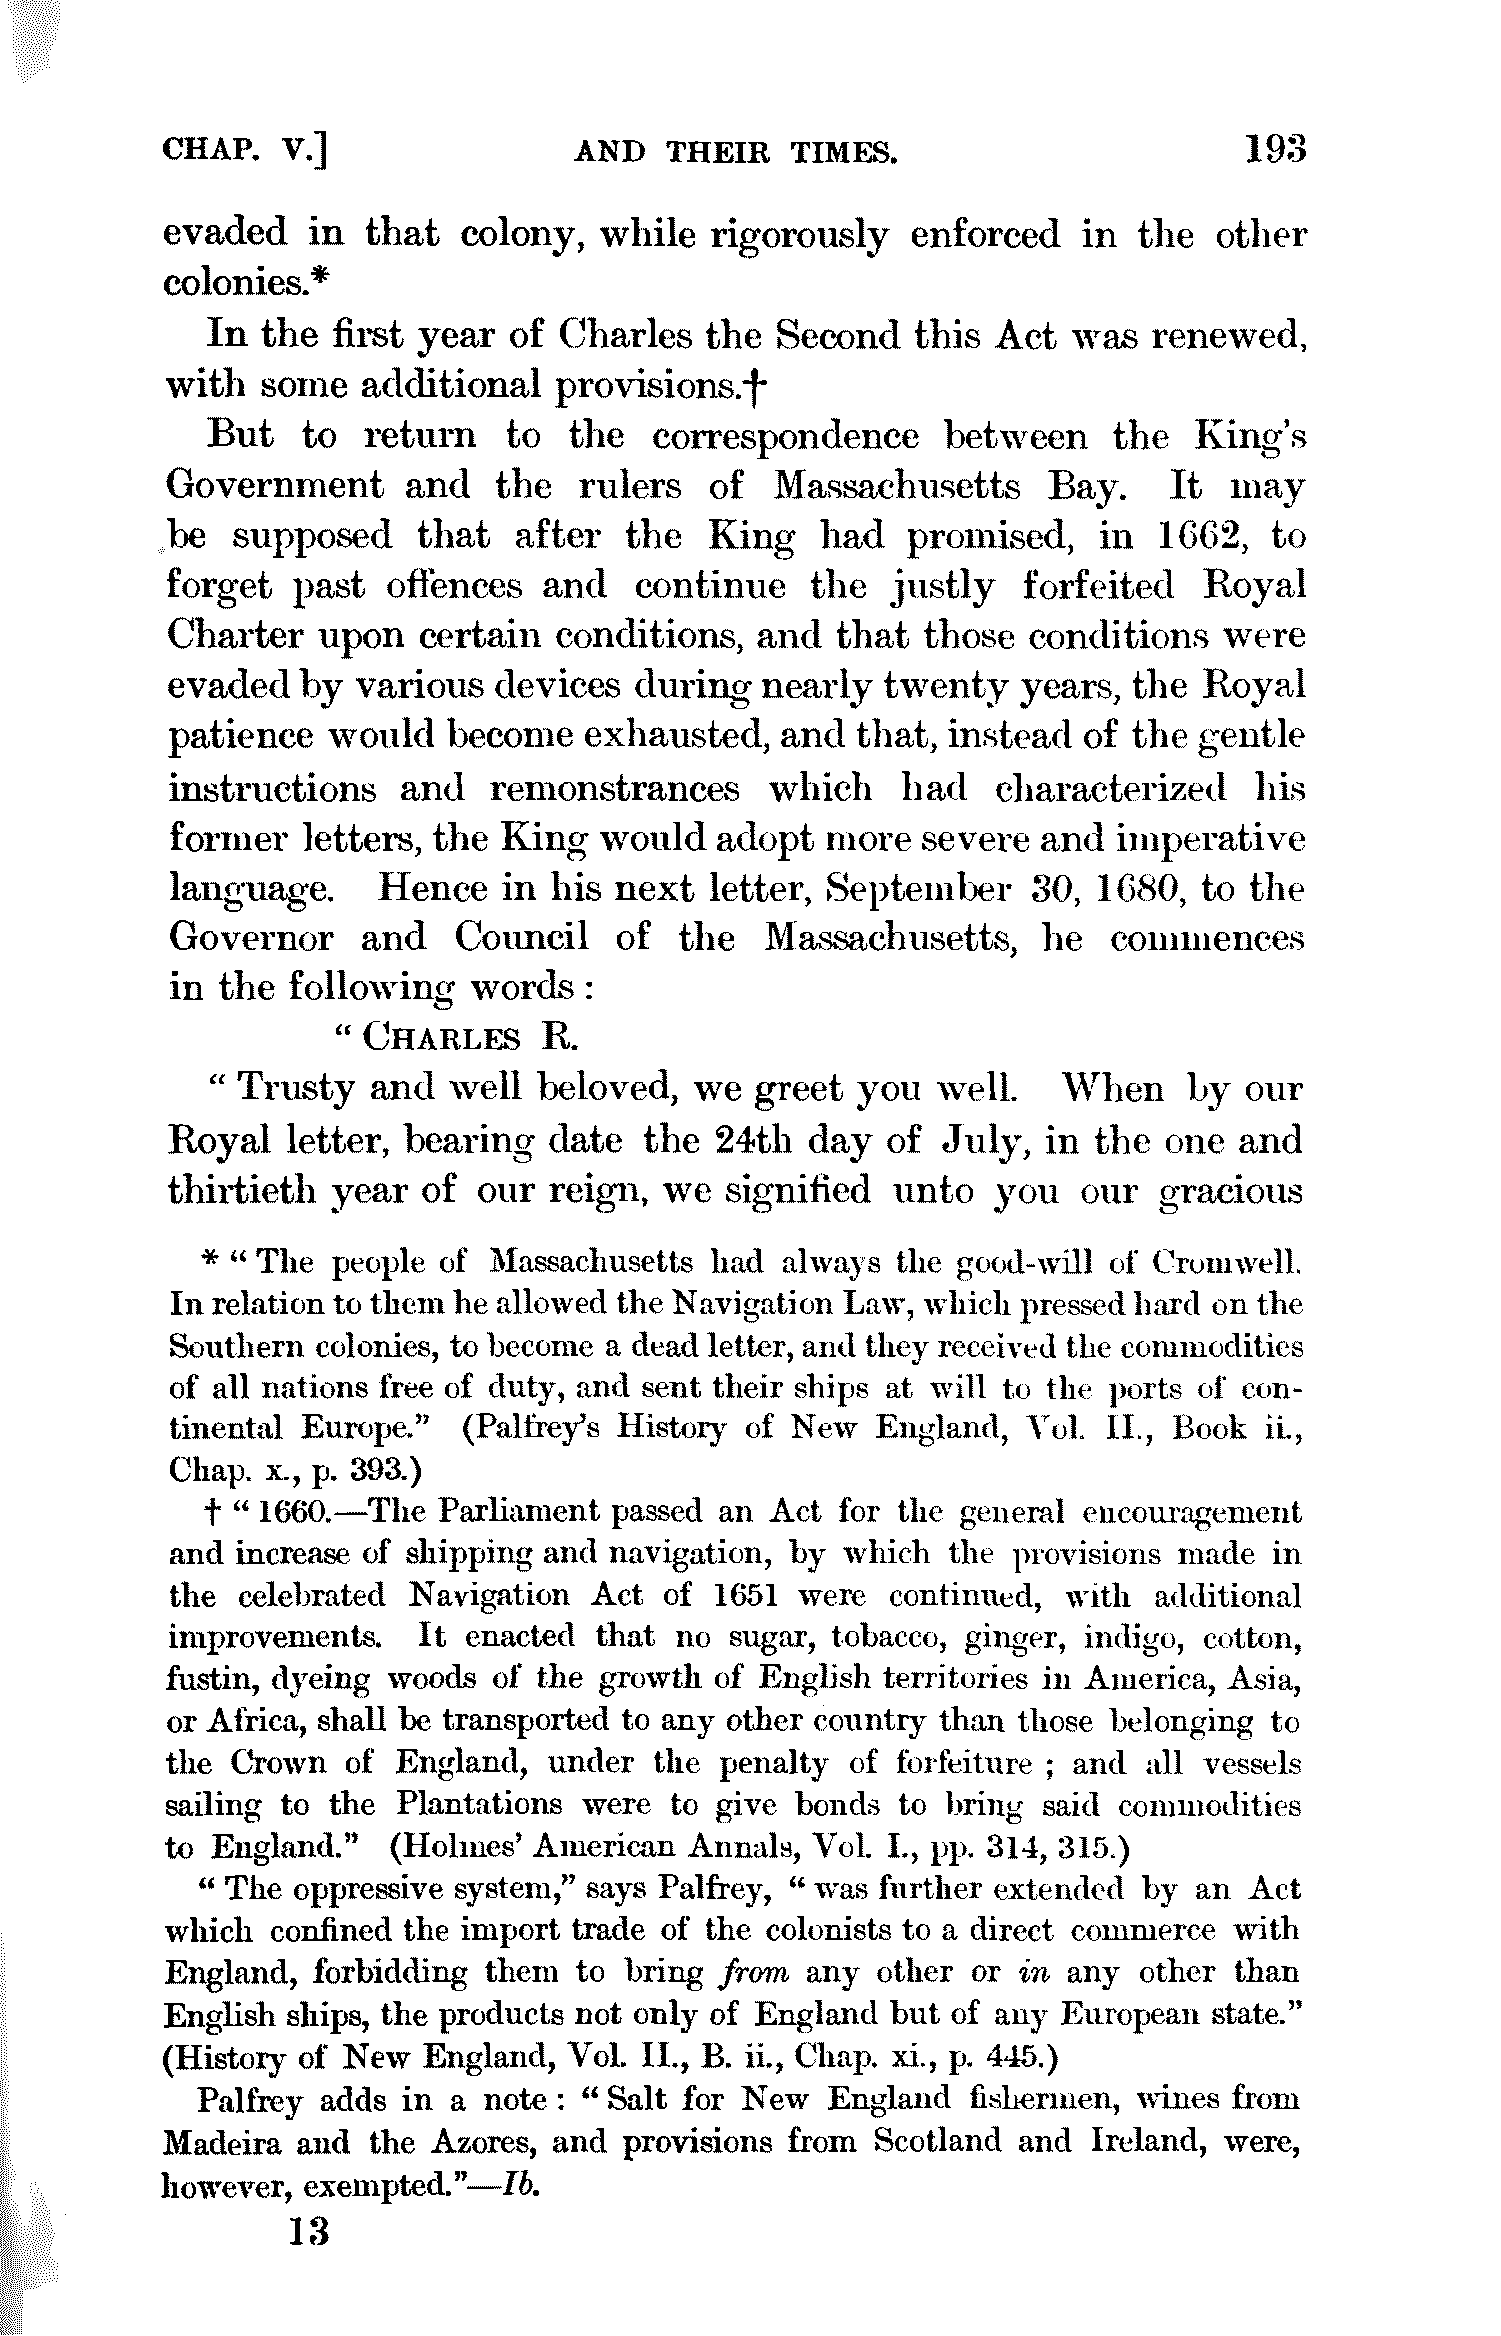 CHAP. V.] AND THEIR TIMES. 193
evaded in that colony, while rigorously enforced in the other
colonies.*
In the first year of Charles the Second this Act was renewed,
with some additional provisions.†
But to return to the correspondence between the King's
Government and the rulers of Massachusetts Bay. It may
be supposed that after the King had promised, in 1662, to
forget past offences and continue the justly forfeited Royal
Charter upon certain conditions, and that those conditions were
evaded by various devices during nearly twenty years, the Royal
patience would become exhausted, and that, instead of the gentle
instructions and remonstrances which had characterized his
former letters, the King would adopt more severe and imperative
language. Hence in his next letter, September 30, 1680, to the
Governor and Council of the Massachusetts, he commences
in the following words:
"CHARLES R.
"Trusty and well beloved, we greet you well. When by our
Royal letter, bearing date the 24th day of July, in the one and
thirtieth year of our reign, we signified unto you our gracious
* "The people of Massachusetts had always the good-will of Cromwell.
In relation to them he allowed the Navigation Law, which pressed hard on the
Southern colonies, to become a dead letter, and they received the commodities
of all nations free of duty, and sent their ships at will to the ports of con-
tinental Europe." (Palfrey's History of New England, Vol. II., Book ii.,
Chap. x., p. 393.)
† "1660.—The Parliament passed an Act for the general encouragement
and increase of shipping and navigation, by which the provisions made in
the celebrated Navigation Act of 1651 were continued, with additional
improvements. It enacted that no sugar, tobacco, ginger, indigo, cotton,
fustin, dyeing woods of the growth of English territories in America, Asia,
or Africa, shall be transported to any other country than those belonging to
the Crown of England, under the penalty of forfeiture; and all vessels
sailing to the Plantations were to give bonds to bring said commodities
to England." (Holmes' American Annals, Vol. I., pp. 314, 315.)
"The oppressive system," says Palfrey, "was further extended by an Act
which confined the import trade of the colonists to a direct commerce with
England, forbidding them to bring from any other or in any other than
English ships, the products not only of England but of any European state."
(History of New England, Vol. II., B. ii., Chap. xi., p. 445.)
Palfrey adds in a note: "Salt for New England fishermen, wines from
Madeira and the Azores, and provisions from Scotland and Ireland, were,
however, exempted."—Ib.
13